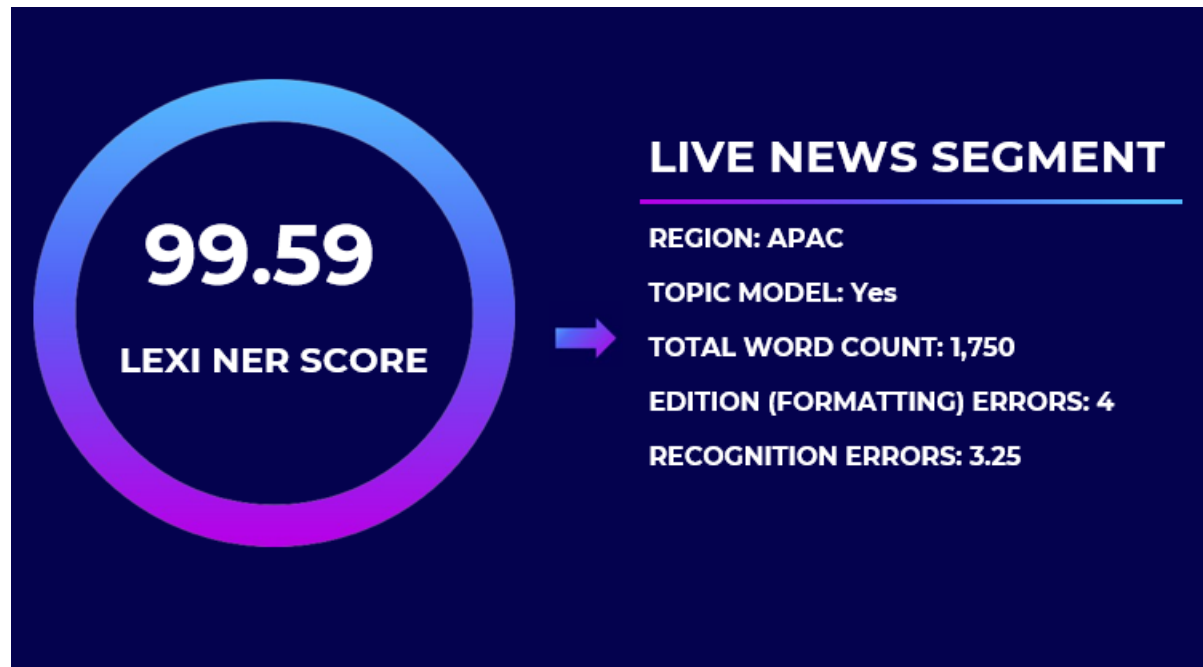 99.59
LEXI NER SCORE
LIVE NEWS SEGMENT
REGION: APAC
TOPIC MODEL: Yes
TOTAL WORD COUNT: 1,750
EDITION (FORMATTING) ERRORS: 4
RECOGNITION ERRORS: 3.25